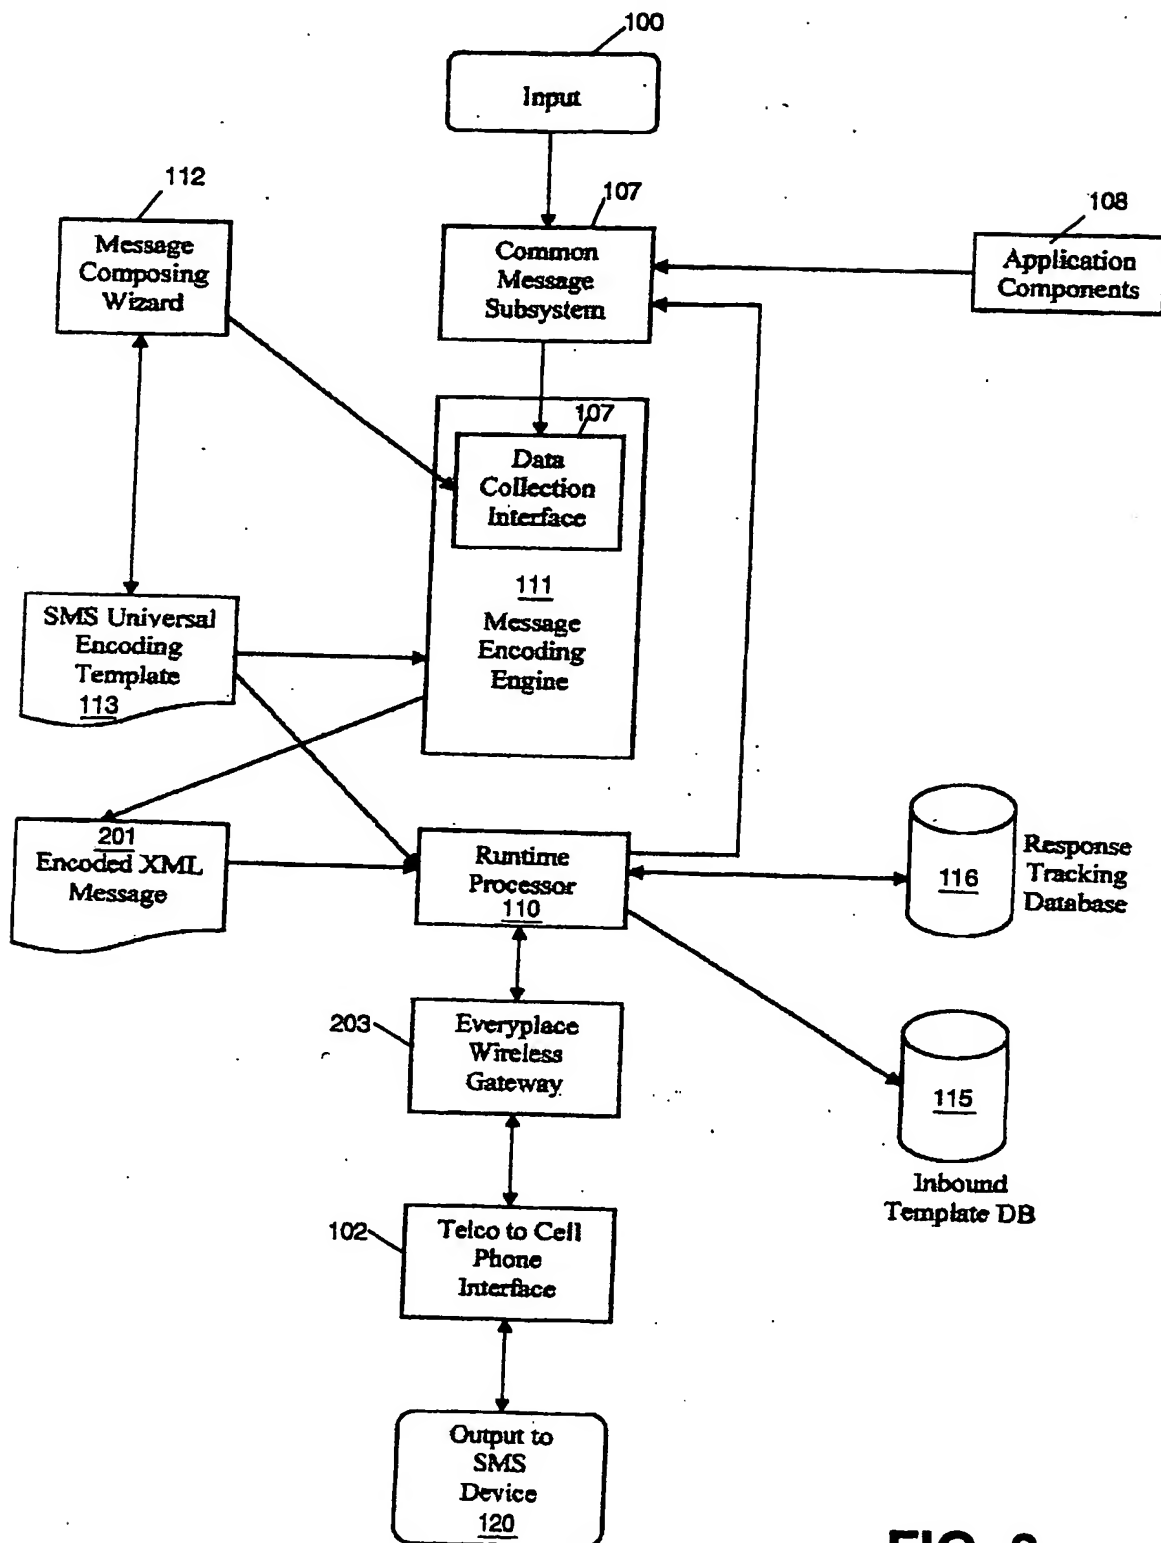 100
Input
112
107
108
Message
Composing
Wizard
Common
Message
Subsystem
Application
Components
107
Data
Collection
Interface
111
Message
Encoding
Engine
SMS Universal
Encoding
Template
113
201
Encoded XML
Message
Runtime
Processor
110
116
Response
Tracking
Database
203
Everyplace
Wireless
Gateway
115
Inbound
Template DB
102
Telco to Cell
Phone
Interface
Output to
SMS
Device
120